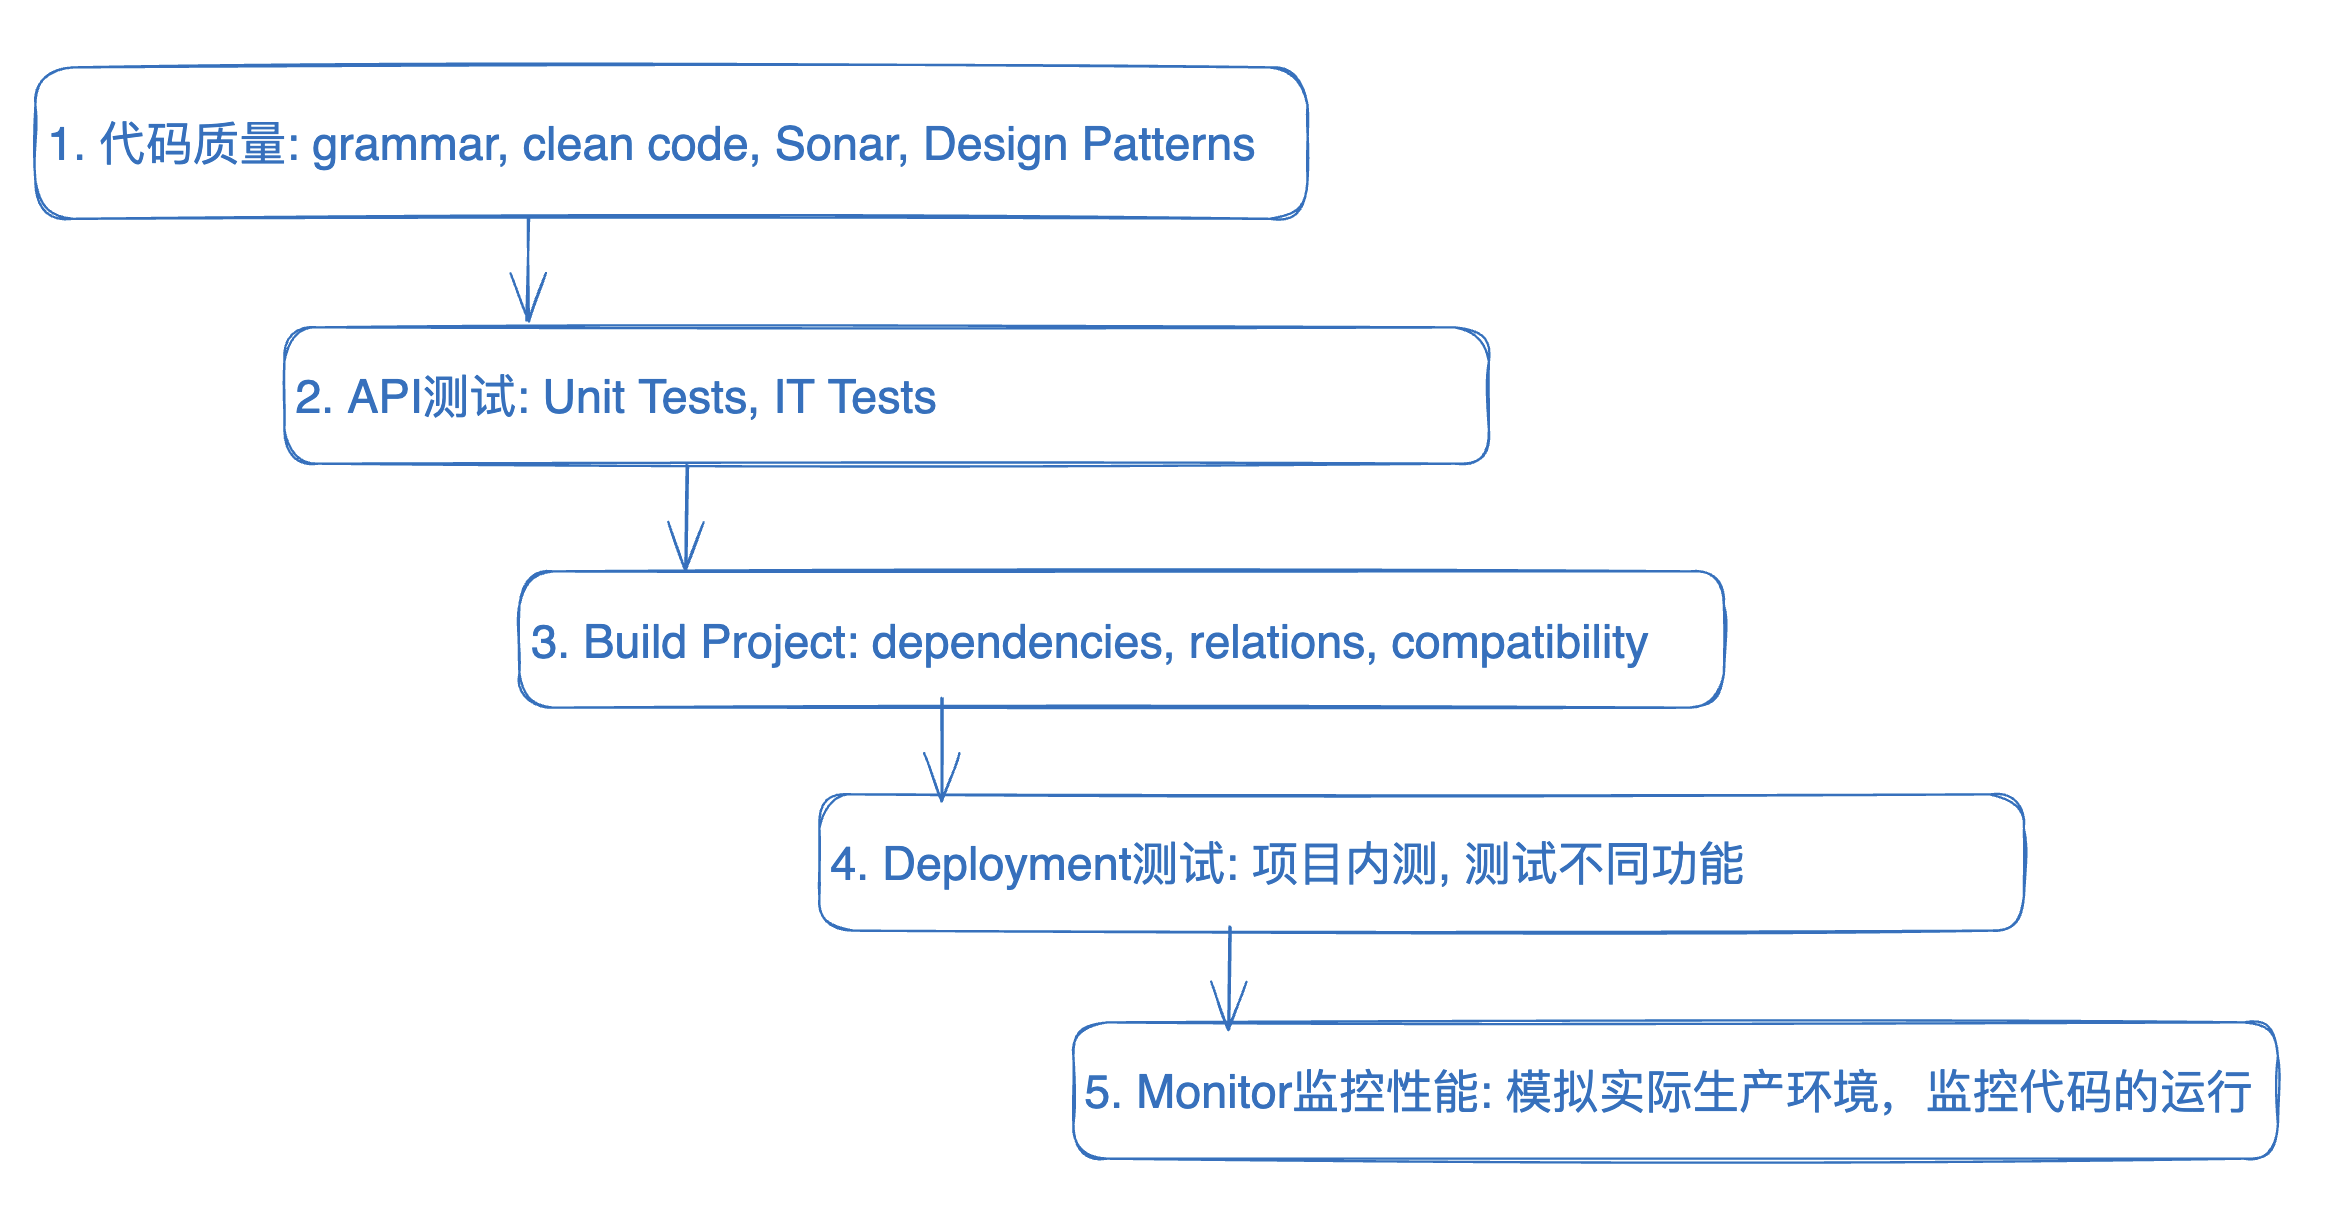 1. 代码质量: grammar, clean code, Sonar, Design Patterns
2. API测试: Unit Tests, IT Tests
3. Build Project: dependencies, relations, compatibility
4. Deployment测试: 项目内测, 测试不同功能
5. Monitor监控性能: 模拟实际生产环境，监控代码的运行